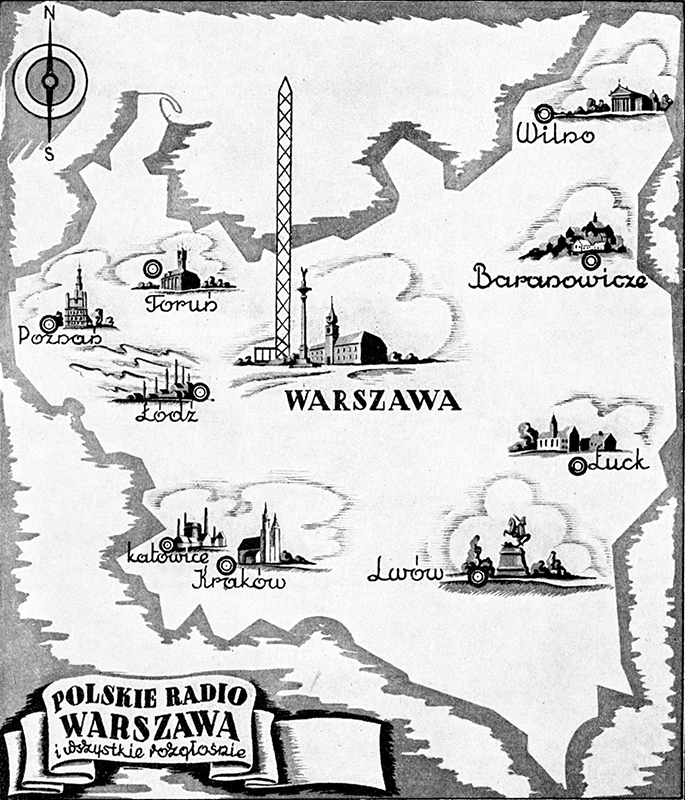 N
S
Wilno
Baranowicze
Toruń
Poznań
Łódź
WARSZAWA
Łuck
Katowice
Kraków
Lwów
POLSKIE RADIO
WARSZAWA
i wszystkie rozgłośnie